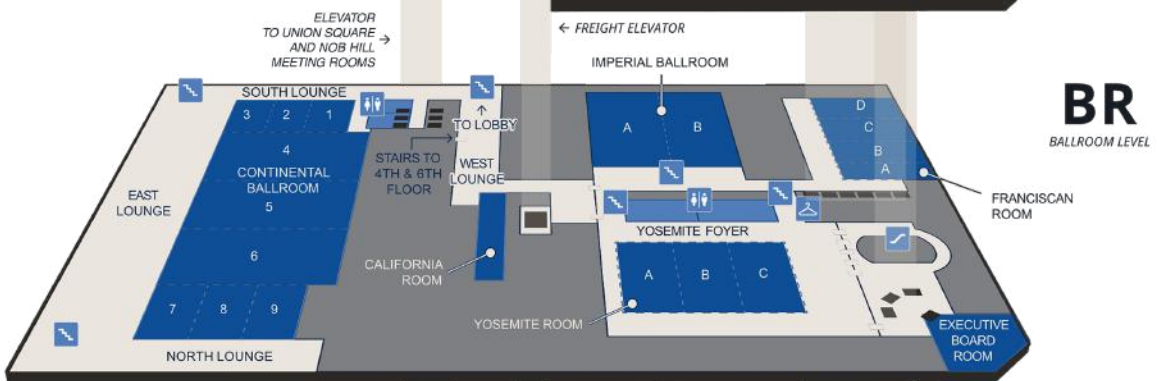 ELEVATOR
TO UNION SQUARE
AND NOB HILL
MEETING ROOMS
→
← FREIGHT ELEVATOR
IMPERIAL BALLROOM
BR
BALLROOM LEVEL
SOUTH LOUNGE
3 2 1
↑
TO LOBBY
4
CONTINENTAL
BALLROOM
5
6
7 8 9
EAST
LOUNGE
NORTH LOUNGE
STAIRS TO
4TH & 6TH
FLOOR
WEST
LOUNGE
CALIFORNIA
ROOM
A B
D
C
B
A
FRANCISCAN
ROOM
YOSEMITE FOYER
A B C
YOSEMITE ROOM
EXECUTIVE
BOARD
ROOM